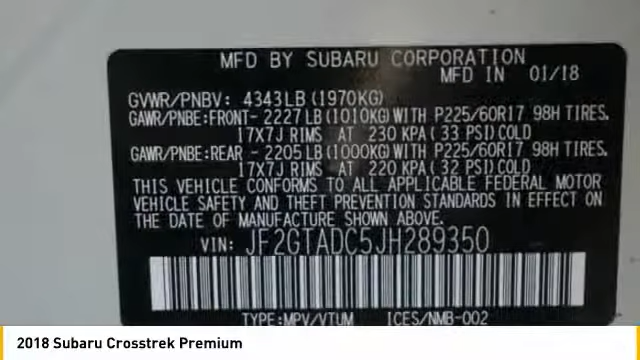 MFD BY SUBARU CORPORATION
MFD IN 01/18
GVWR/PNBV: 4343LB (1970KG)
GAWR/PNBE:FRONT- 2227 LB (1010KG) WITH P225/60R17 98H TIRES.
17X7J RIMS AT 230 KPA( 33 PSI) COLD
GAWR/PNBE:REAR - 2205 LB (1000KG) WITH P225/60R17 98H TIRES.
17X7J RIMS AT 220 KPA( 32 PSI) COLD
THIS VEHICLE CONFORMS TO ALL APPLICABLE FEDERAL MOTOR
VEHICLE SAFETY AND THEFT PREVENTION STANDARDS IN EFFECT ON
THE DATE OF MANUFACTURE SHOWN ABOVE.
VIN: JF2GTADC5JH289350
TYPE:MPV/VTUM ICES/NMB-002
2018 Subaru Crosstrek Premium